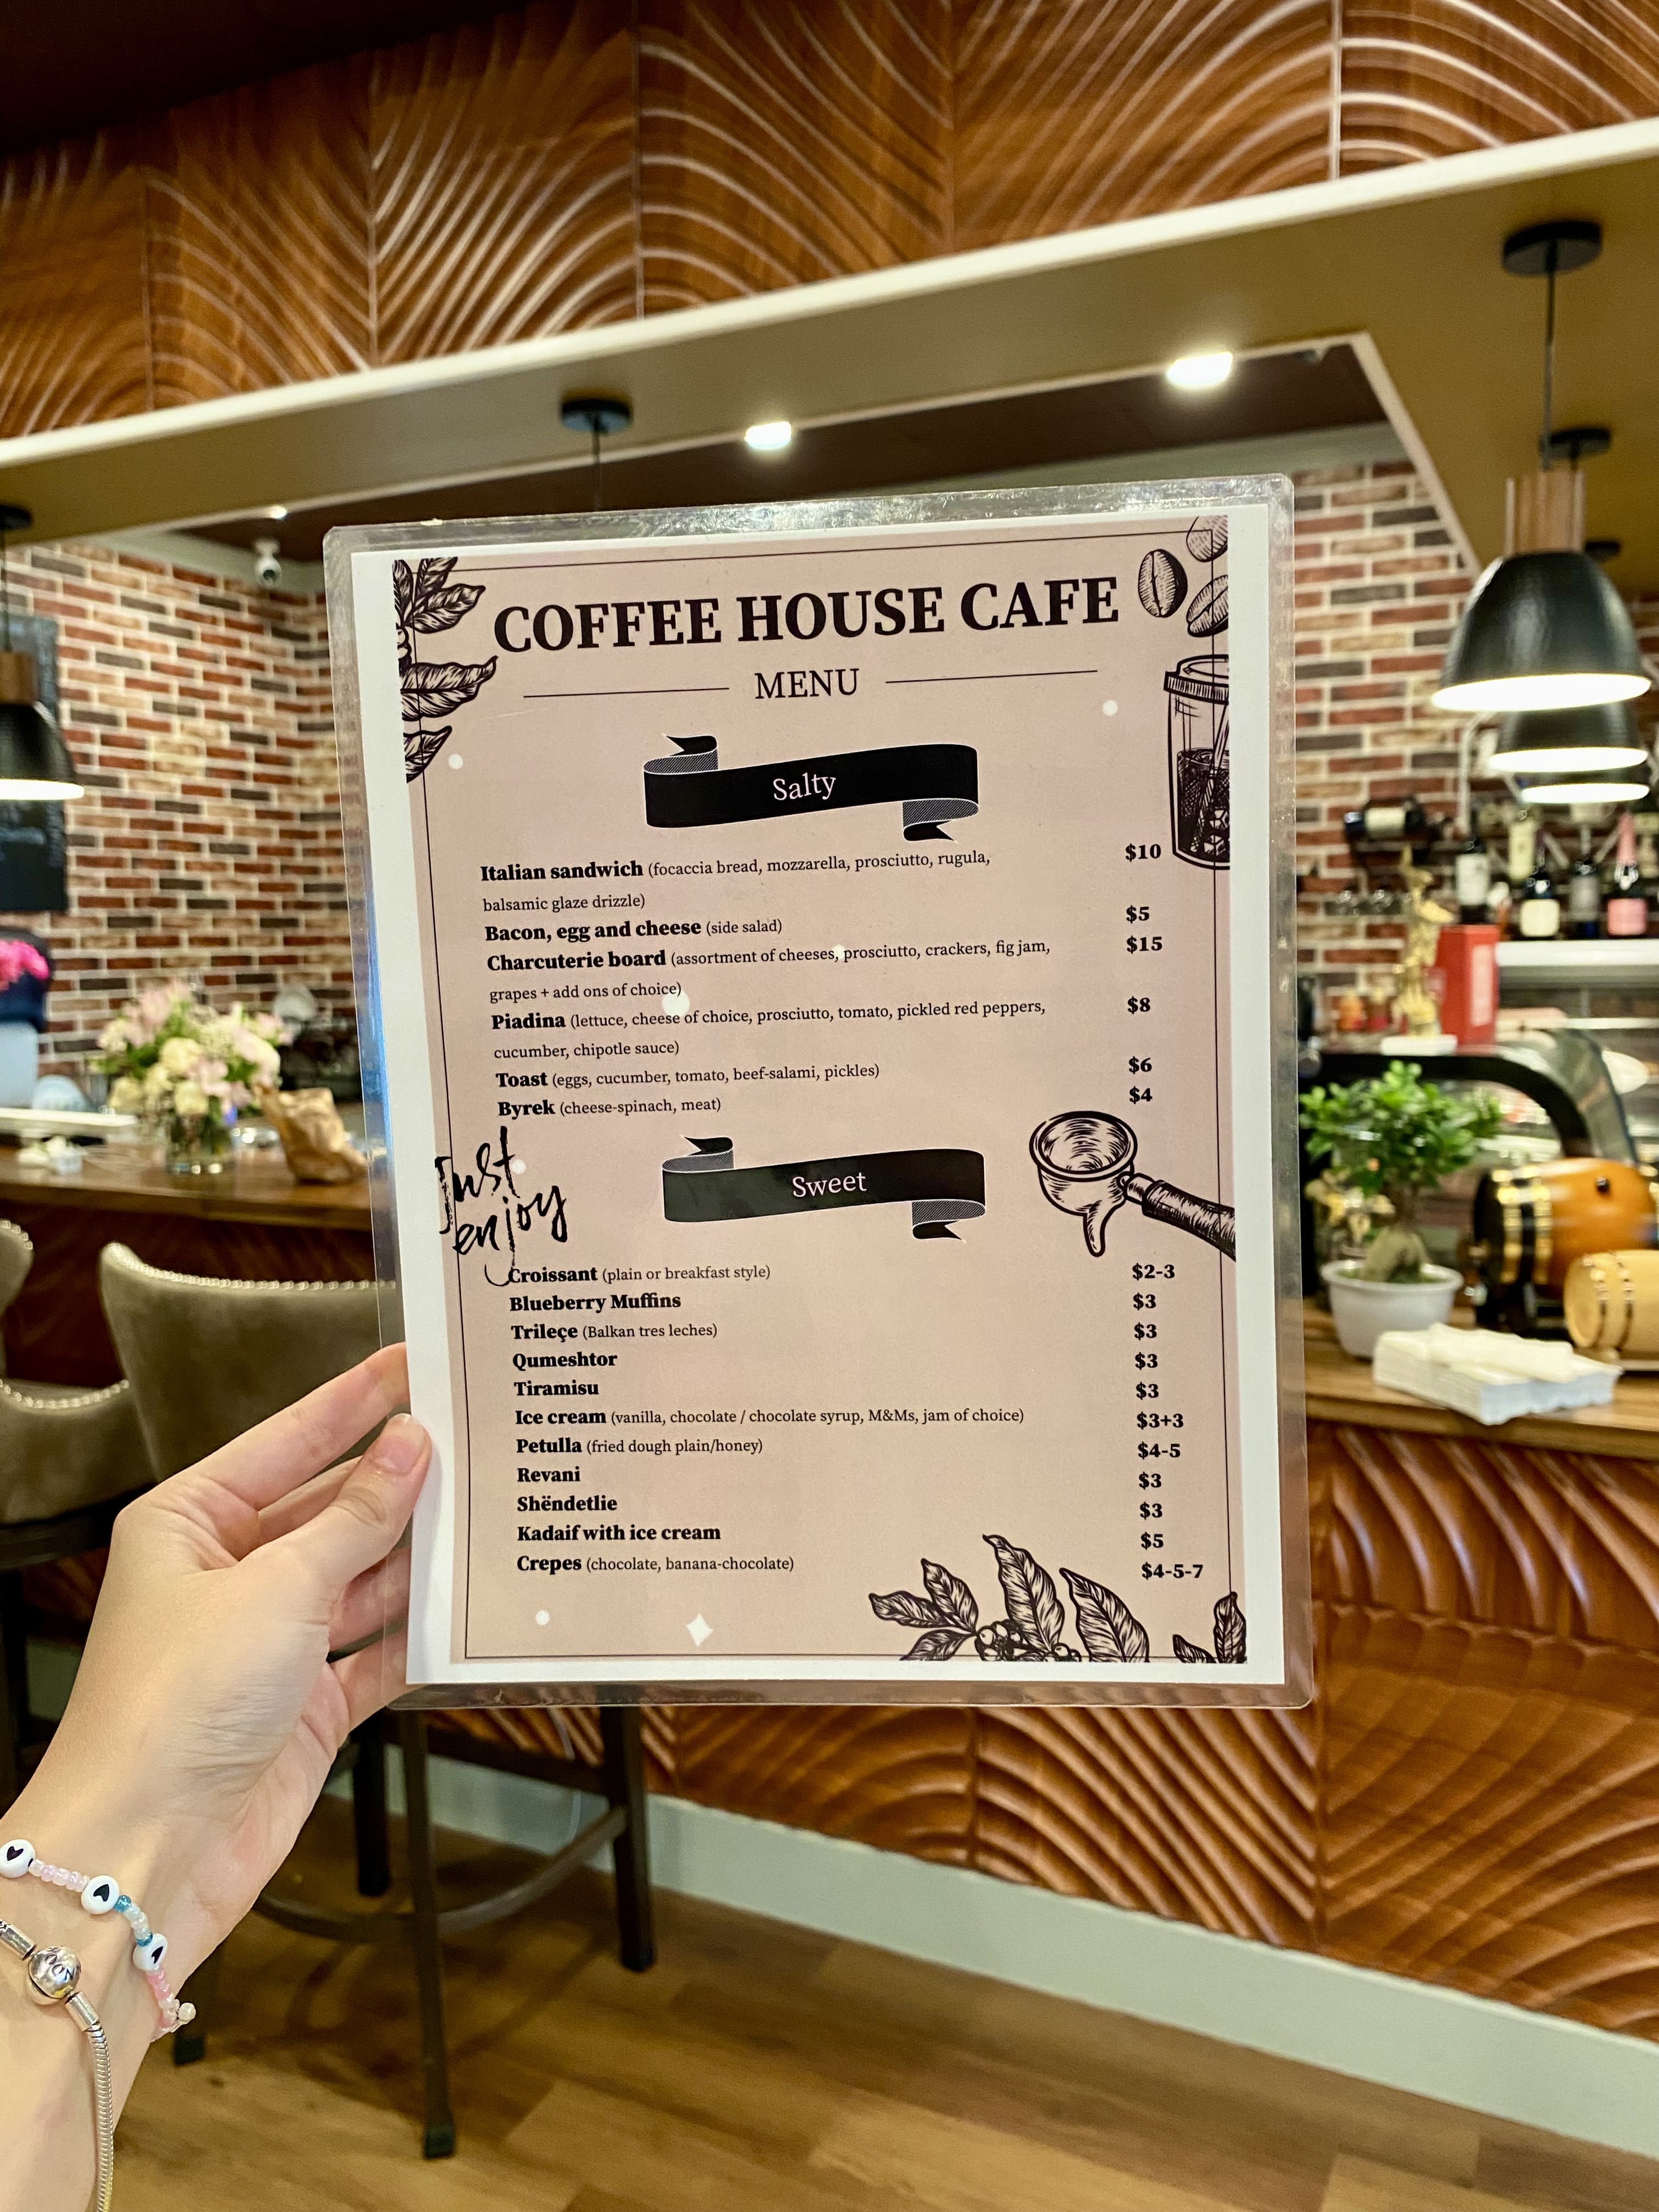 COFFEE HOUSE CAFE
MENU
Salty
Italian sandwich (focaccia bread, mozzarella, prosciutto, rugula, $10
balsamic glaze drizzle)
Bacon, egg and cheese (side salad) $5
Charcuterie board (assortment of cheeses, prosciutto, crackers, fig jam, $15
grapes + add ons of choice)
Piadina (lettuce, cheese of choice, prosciutto, tomato, pickled red peppers, $8
cucumber, chipotle sauce)
Toast (eggs, cucumber, tomato, beef-salami, pickles) $6
Byrek (cheese-spinach, meat) $4
Just
enjoy
Sweet
Croissant (plain or breakfast style) $2-3
Blueberry Muffins $3
Trileçe (Balkan tres leches) $3
Qumeshtor $3
Tiramisu $3
Ice cream (vanilla, chocolate / chocolate syrup, M&Ms, jam of choice) $3+3
Petulla (fried dough plain/honey) $4-5
Revani $3
Shëndetlie $3
Kadaif with ice cream $5
Crepes (chocolate, banana-chocolate) $4-5-7